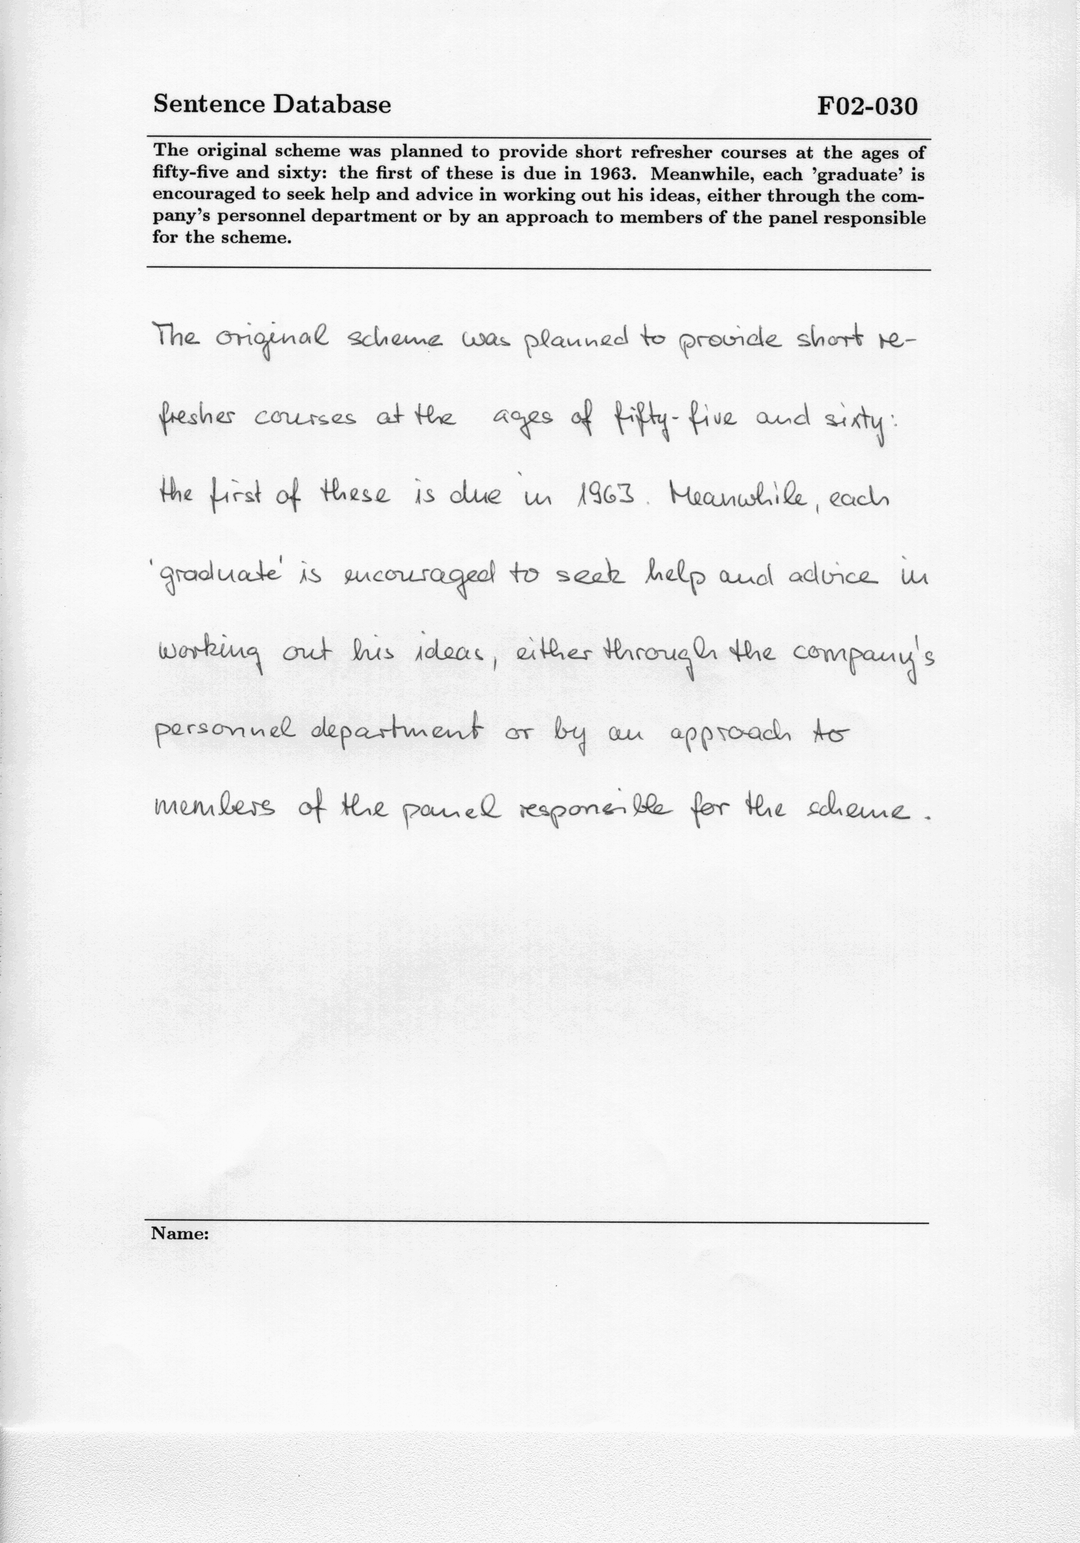 Sentence Database F02-030
The original scheme was planned to provide short refresher courses at the ages of
fifty-five and sixty: the first of these is due in 1963. Meanwhile, each 'graduate' is
encouraged to seek help and advice in working out his ideas, either through the com-
pany's personnel department or by an approach to members of the panel responsible
for the scheme.
The original scheme was planned to provide short re-
fresher courses at the ages of fifty-five and sixty:
the first of these is due in 1963. Meanwhile, each
'graduate' is encouraged to seek help and advice in
working out his ideas, either through the company's
personnel department or by an approach to
members of the panel responsible for the scheme.
Name: